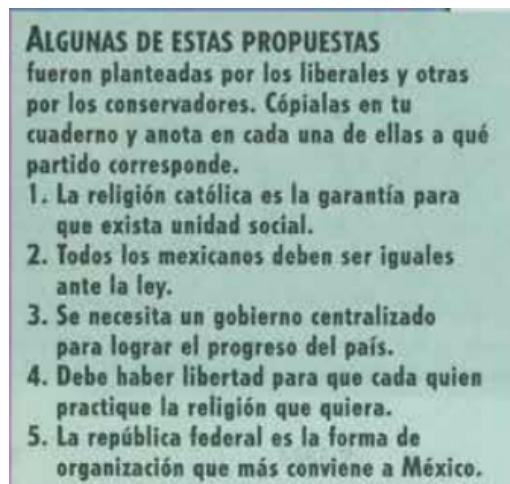 ALGUNAS DE ESTAS PROPUESTAS
fueron planteadas por los liberales y otras
por los conservadores. Cópialas en tu
cuaderno y anota en cada una de ellas a qué
partido corresponde.
1. La religión católica es la garantía para
que exista unidad social.
2. Todos los mexicanos deben ser iguales
ante la ley.
3. Se necesita un gobierno centralizado
para lograr el progreso del país.
4. Debe haber libertad para que cada quien
practique la religión que quiera.
5. La república federal es la forma de
organización que más conviene a México.